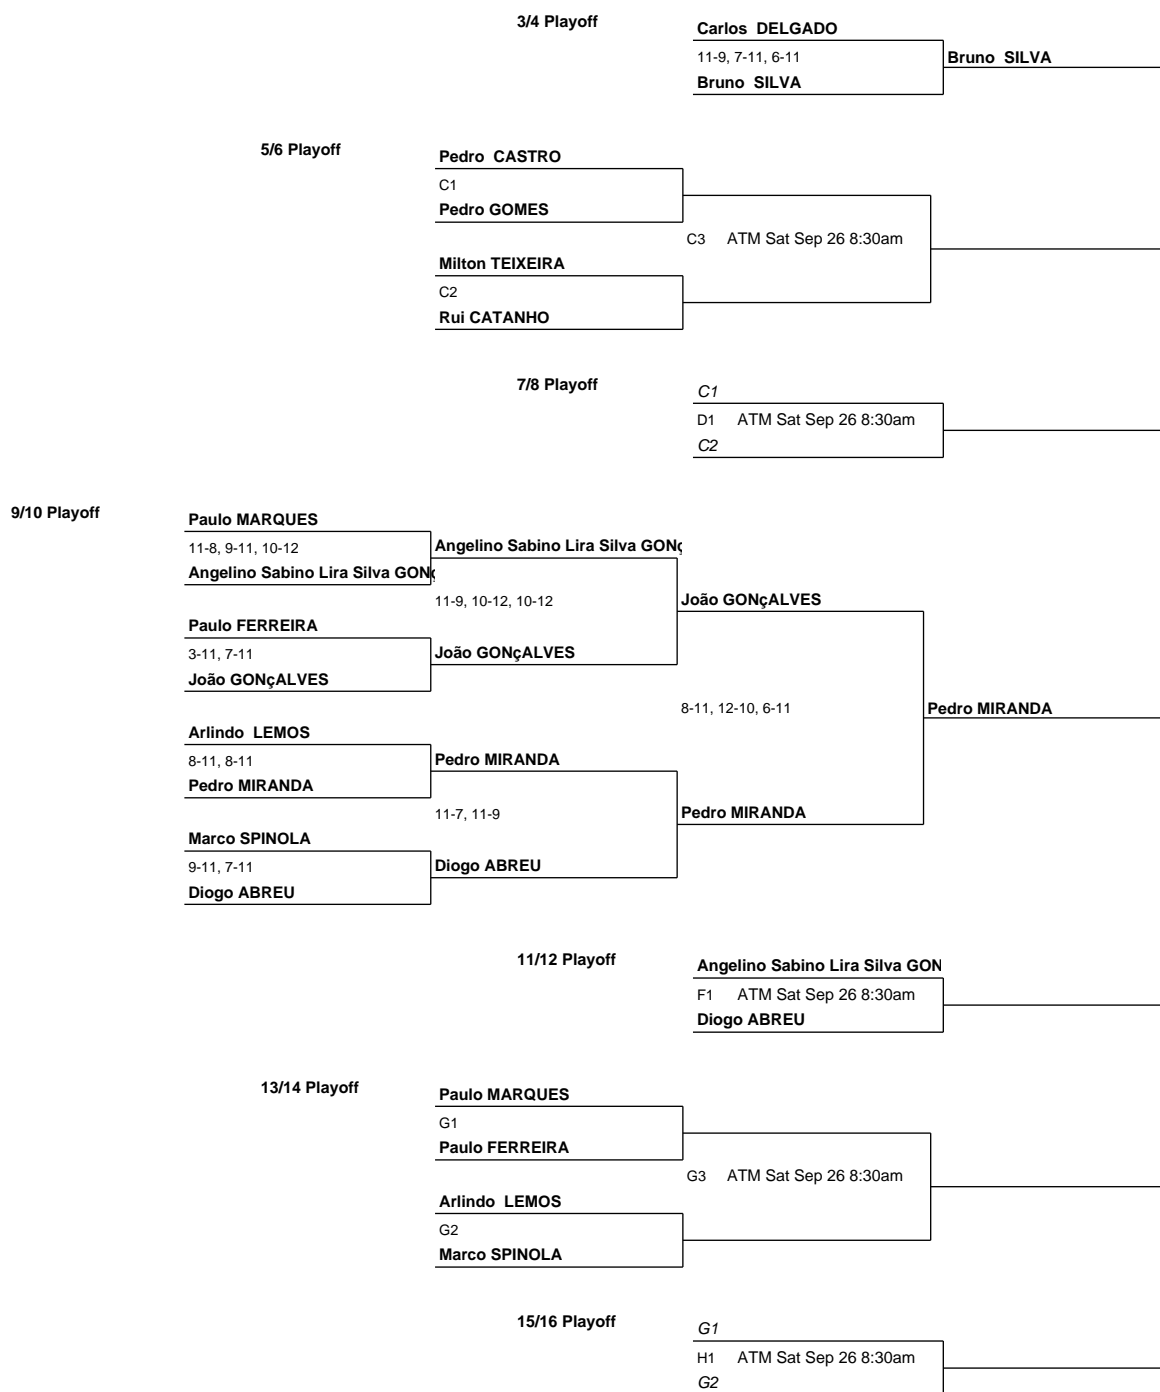 3/4 Playoff
Carlos  DELGADO
11-9, 7-11, 6-11
Bruno  SILVA
Bruno  SILVA
5/6 Playoff
Pedro  CASTRO
C1
Pedro GOMES
C3 ATM Sat Sep 26 8:30am
Milton TEIXEIRA
C2
Rui CATANHO
7/8 Playoff
C1
D1 ATM Sat Sep 26 8:30am
C2
9/10 Playoff
Paulo MARQUES
11-8, 9-11, 10-12
Angelino Sabino Lira Silva GONç
Angelino Sabino Lira Silva GONç
11-9, 10-12, 10-12
João GONçALVES
Paulo FERREIRA
3-11, 7-11
João GONçALVES
João GONçALVES
8-11, 12-10, 6-11
Pedro MIRANDA
Arlindo  LEMOS
8-11, 8-11
Pedro MIRANDA
Pedro MIRANDA
11-7, 11-9
Pedro MIRANDA
Marco SPINOLA
9-11, 7-11
Diogo ABREU
Diogo ABREU
11/12 Playoff
Angelino Sabino Lira Silva GON
F1 ATM Sat Sep 26 8:30am
Diogo ABREU
13/14 Playoff
Paulo MARQUES
G1
Paulo FERREIRA
G3 ATM Sat Sep 26 8:30am
Arlindo  LEMOS
G2
Marco SPINOLA
15/16 Playoff
G1
H1 ATM Sat Sep 26 8:30am
G2